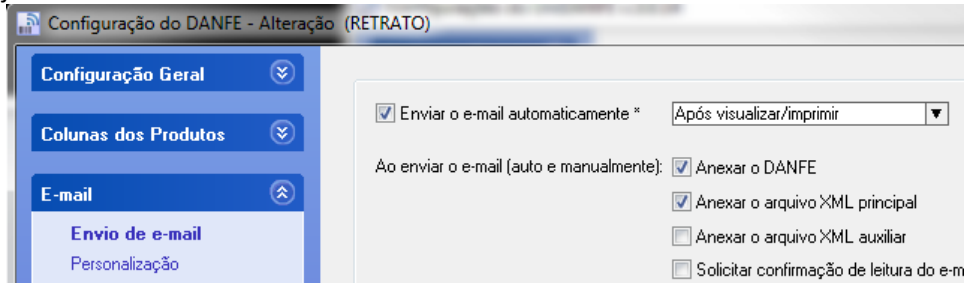 Configuração do DANFE - Alteração (RETRATO)
Configuração Geral
Colunas dos Produtos
E-mail
Envio de e-mail
Personalização
Enviar o e-mail automaticamente * Após visualizar/imprimir
Ao enviar o e-mail (auto e manualmente): Anexar o DANFE
Anexar o arquivo XML principal
Anexar o arquivo XML auxiliar
Solicitar confirmação de leitura do e-m